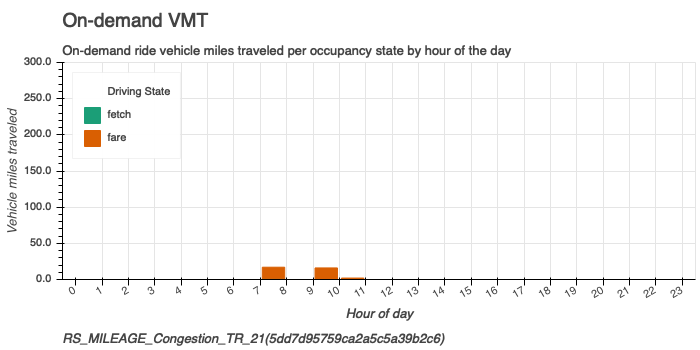 On-demand VMT
On-demand ride vehicle miles traveled per occupancy state by hour of the day
300.0
250.0
200.0
150.0
100.0
50.0
0.0
Vehicle miles traveled
Driving State
fetch
fare
0 1 2 3 4 5 6 7 8 9 10 11 12 13 14 15 16 17 18 19 20 21 22 23
Hour of day
RS_MILEAGE_Congestion_TR_21(5dd7d95759ca2a5c5a39b2c6)